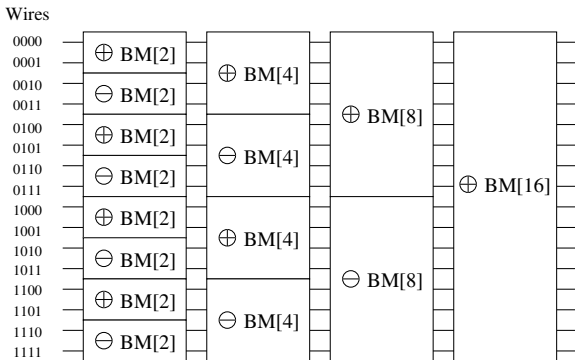 Wires
0000
0001
0010
0011
0100
0101
0110
0111
1000
1001
1010
1011
1100
1101
1110
1111
⊕ BM[2]
⊖ BM[2]
⊕ BM[2]
⊖ BM[2]
⊕ BM[2]
⊖ BM[2]
⊕ BM[2]
⊖ BM[2]
⊕ BM[4]
⊖ BM[4]
⊕ BM[4]
⊖ BM[4]
⊕ BM[8]
⊖ BM[8]
⊕ BM[16]